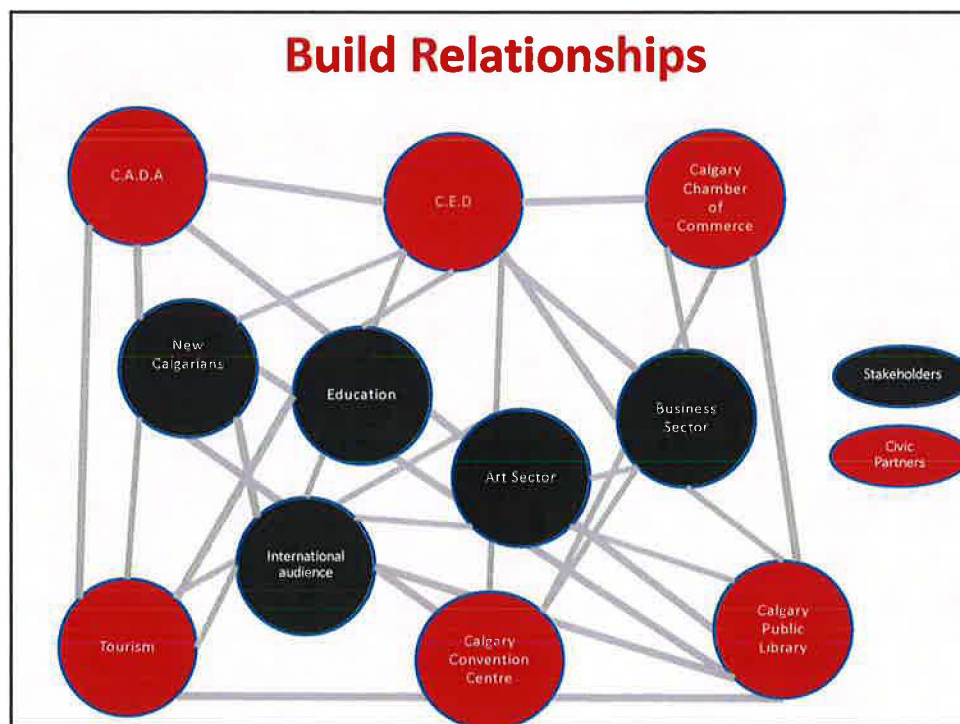 Build Relationships
C.A.D.A
C.E.D
Calgary
Chamber
of
Commerce
New
Calgarians
Education
Business
Sector
Art Sector
International
audience
Stakeholders
Civic
Partners
Tourism
Calgary
Convention
Centre
Calgary
Public
Library